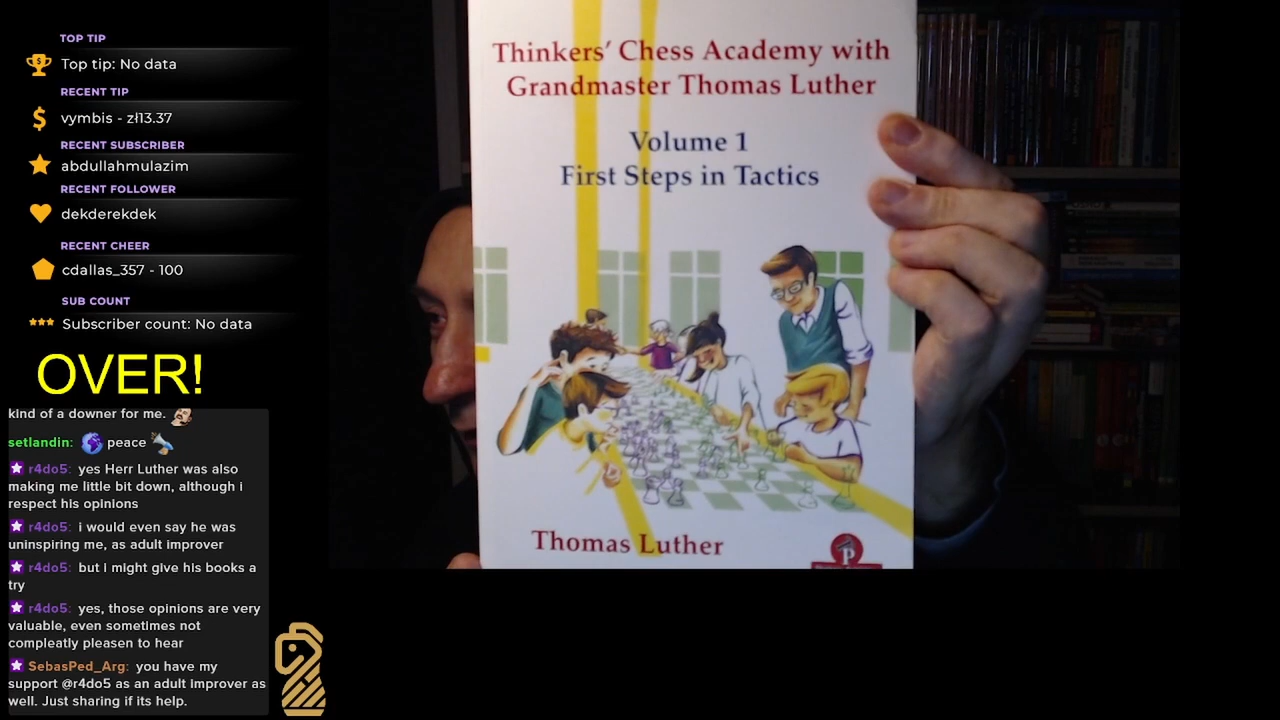 TOP TIP
Top tip: No data
RECENT TIP
vymbis - zł13.37
RECENT SUBSCRIBER
abdullahmulazim
RECENT FOLLOWER
dekderekdek
RECENT CHEER
cdallas_357 - 100
SUB COUNT
Subscriber count: No data
OVER!
kind of a downer for me.
setlandin: peace
r4do5: yes Herr Luther was also
making me little bit down, although i
respect his opinions
r4do5: i would even say he was
uninspiring me, as adult improver
r4do5: but i might give his books a
try
r4do5: yes, those opinions are very
valuable, even sometimes not
compleatly pleasen to hear
SebasPed_Arg: you have my
support @r4do5 as an adult improver as
well. Just sharing if its help.
Thinkers' Chess Academy with
Grandmaster Thomas Luther
Volume 1
First Steps in Tactics
Thomas Luther